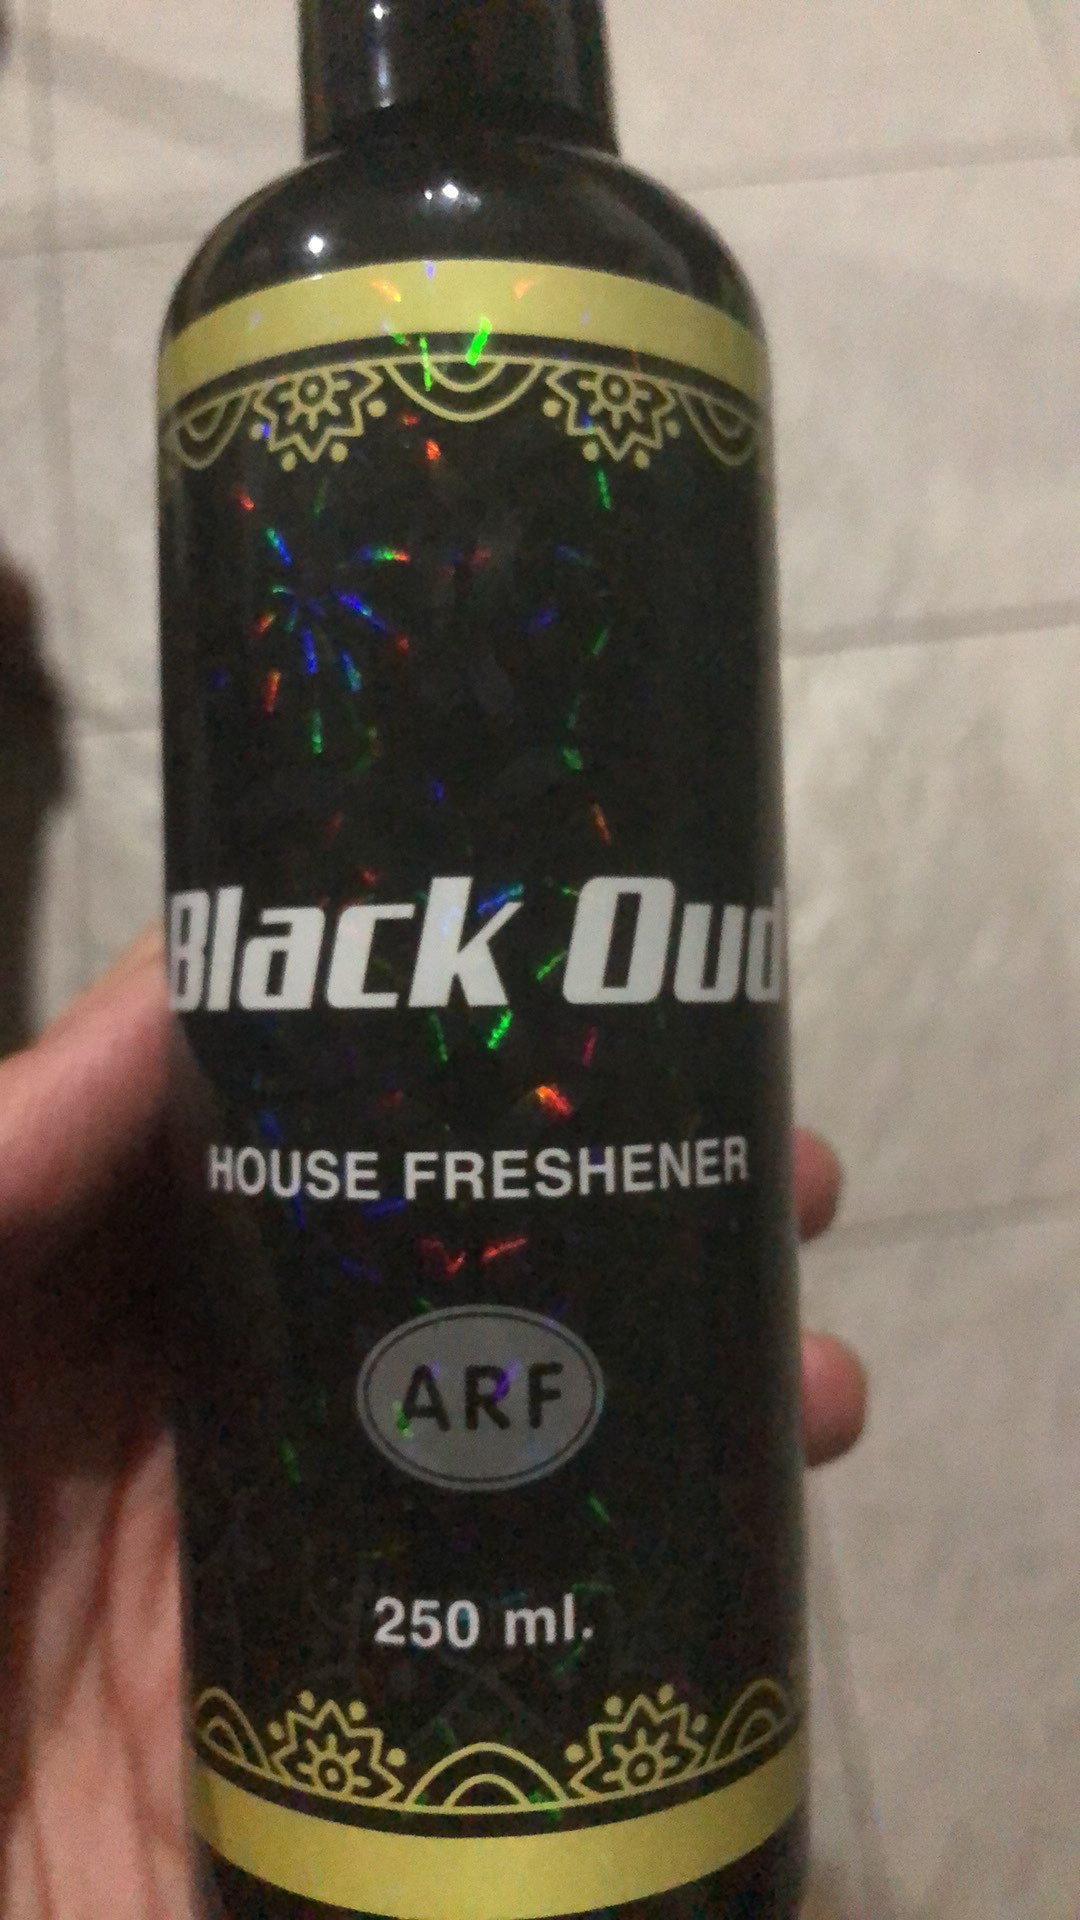 Black Oud
HOUSE FRESHENER
ARF
250 ml.